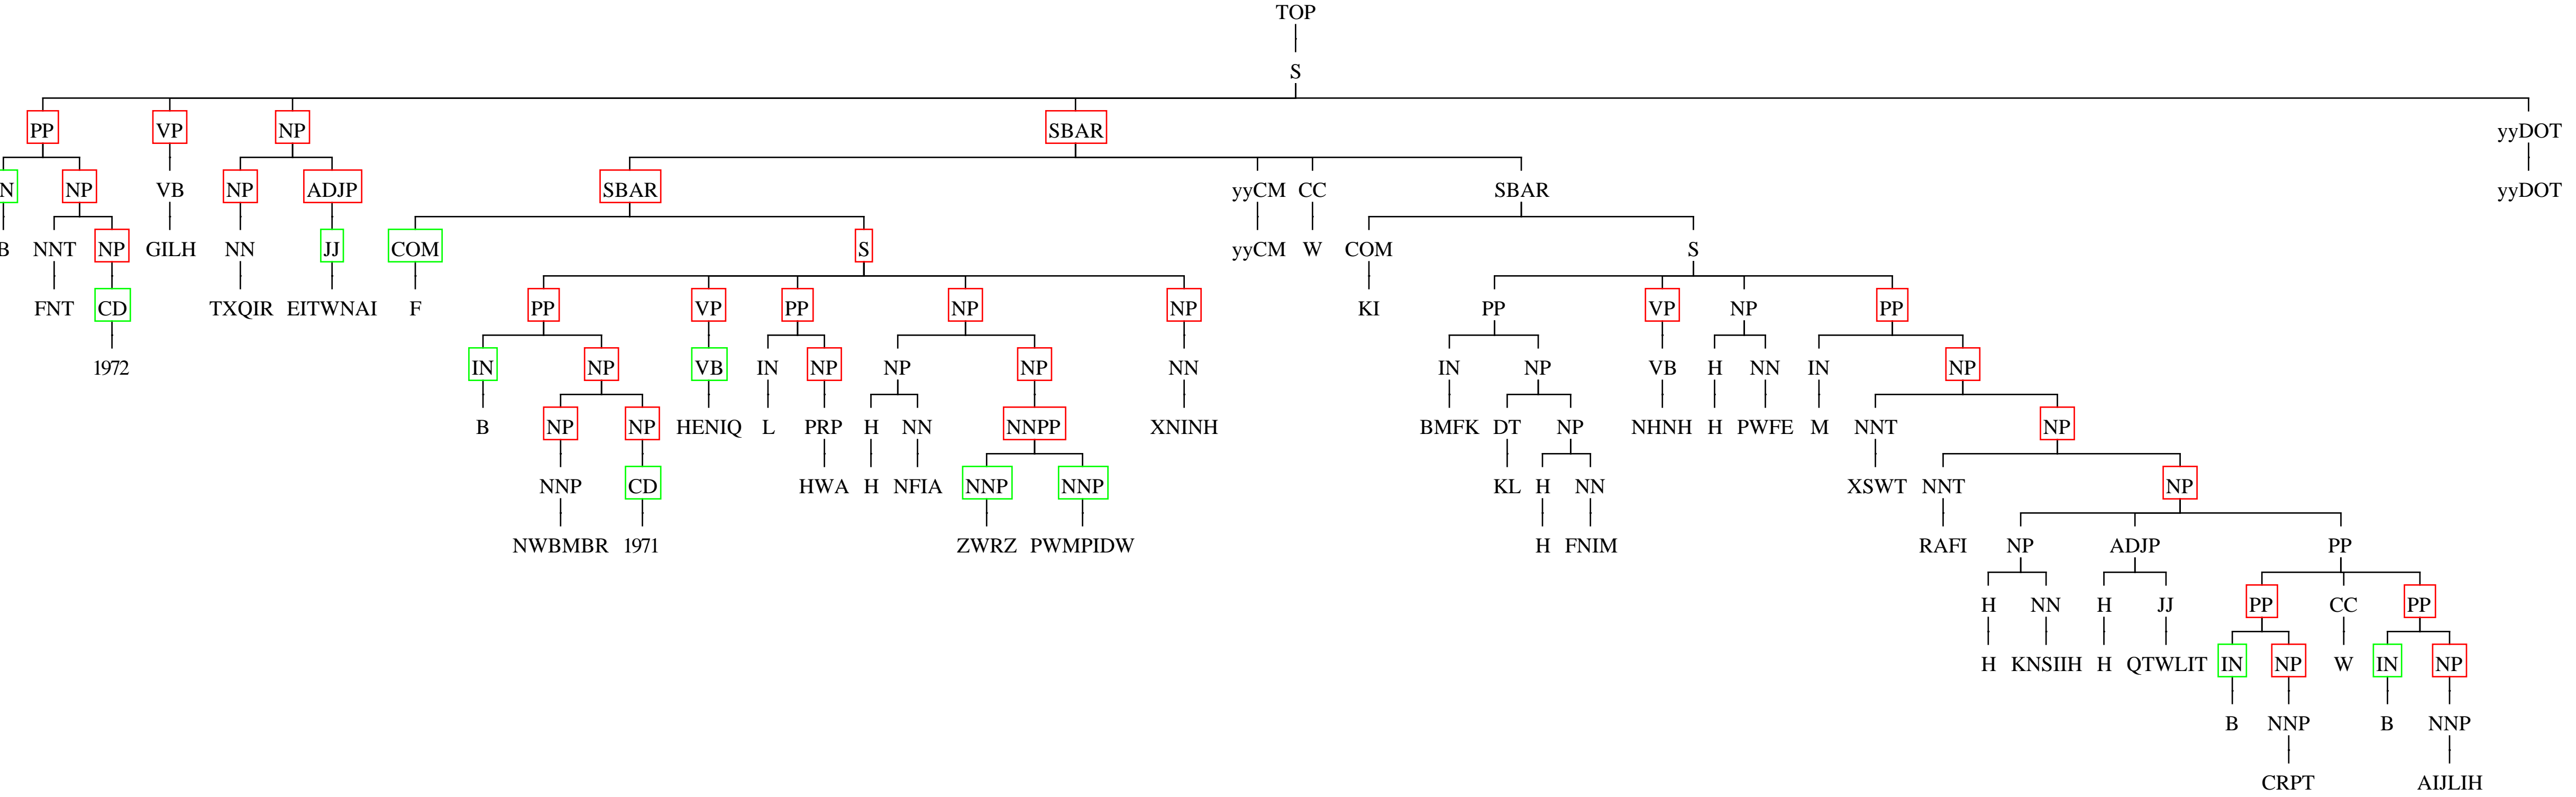 TOP
S
PP VP NP SBAR yyDOT
N NP VB NP ADJP SBAR yyCM CC SBAR yyDOT
B NNT NP GILH NN JJ COM S yyCM W COM S
FNT CD TXQIR EITWNAI F PP VP PP NP NP KI PP VP NP PP
1972 IN NP VB IN NP NP NP NN IN NP VB H NN IN NP
B NP NP HENIQ L PRP H NN NNPP XNINH BMFK DT NP NHNH H PWFE M NNT NP
NNP CD HWA H NFIA NNP NNP KL H NN XSWT NNT NP
NWBMBR 1971 ZWRZ PWMPIDW H FNIM RAFI NP ADJP PP
H NN H JJ PP CC PP
H KNSIIH H QTWLIT IN NP W IN NP
B NNP B NNP
CRPT AIJLIH